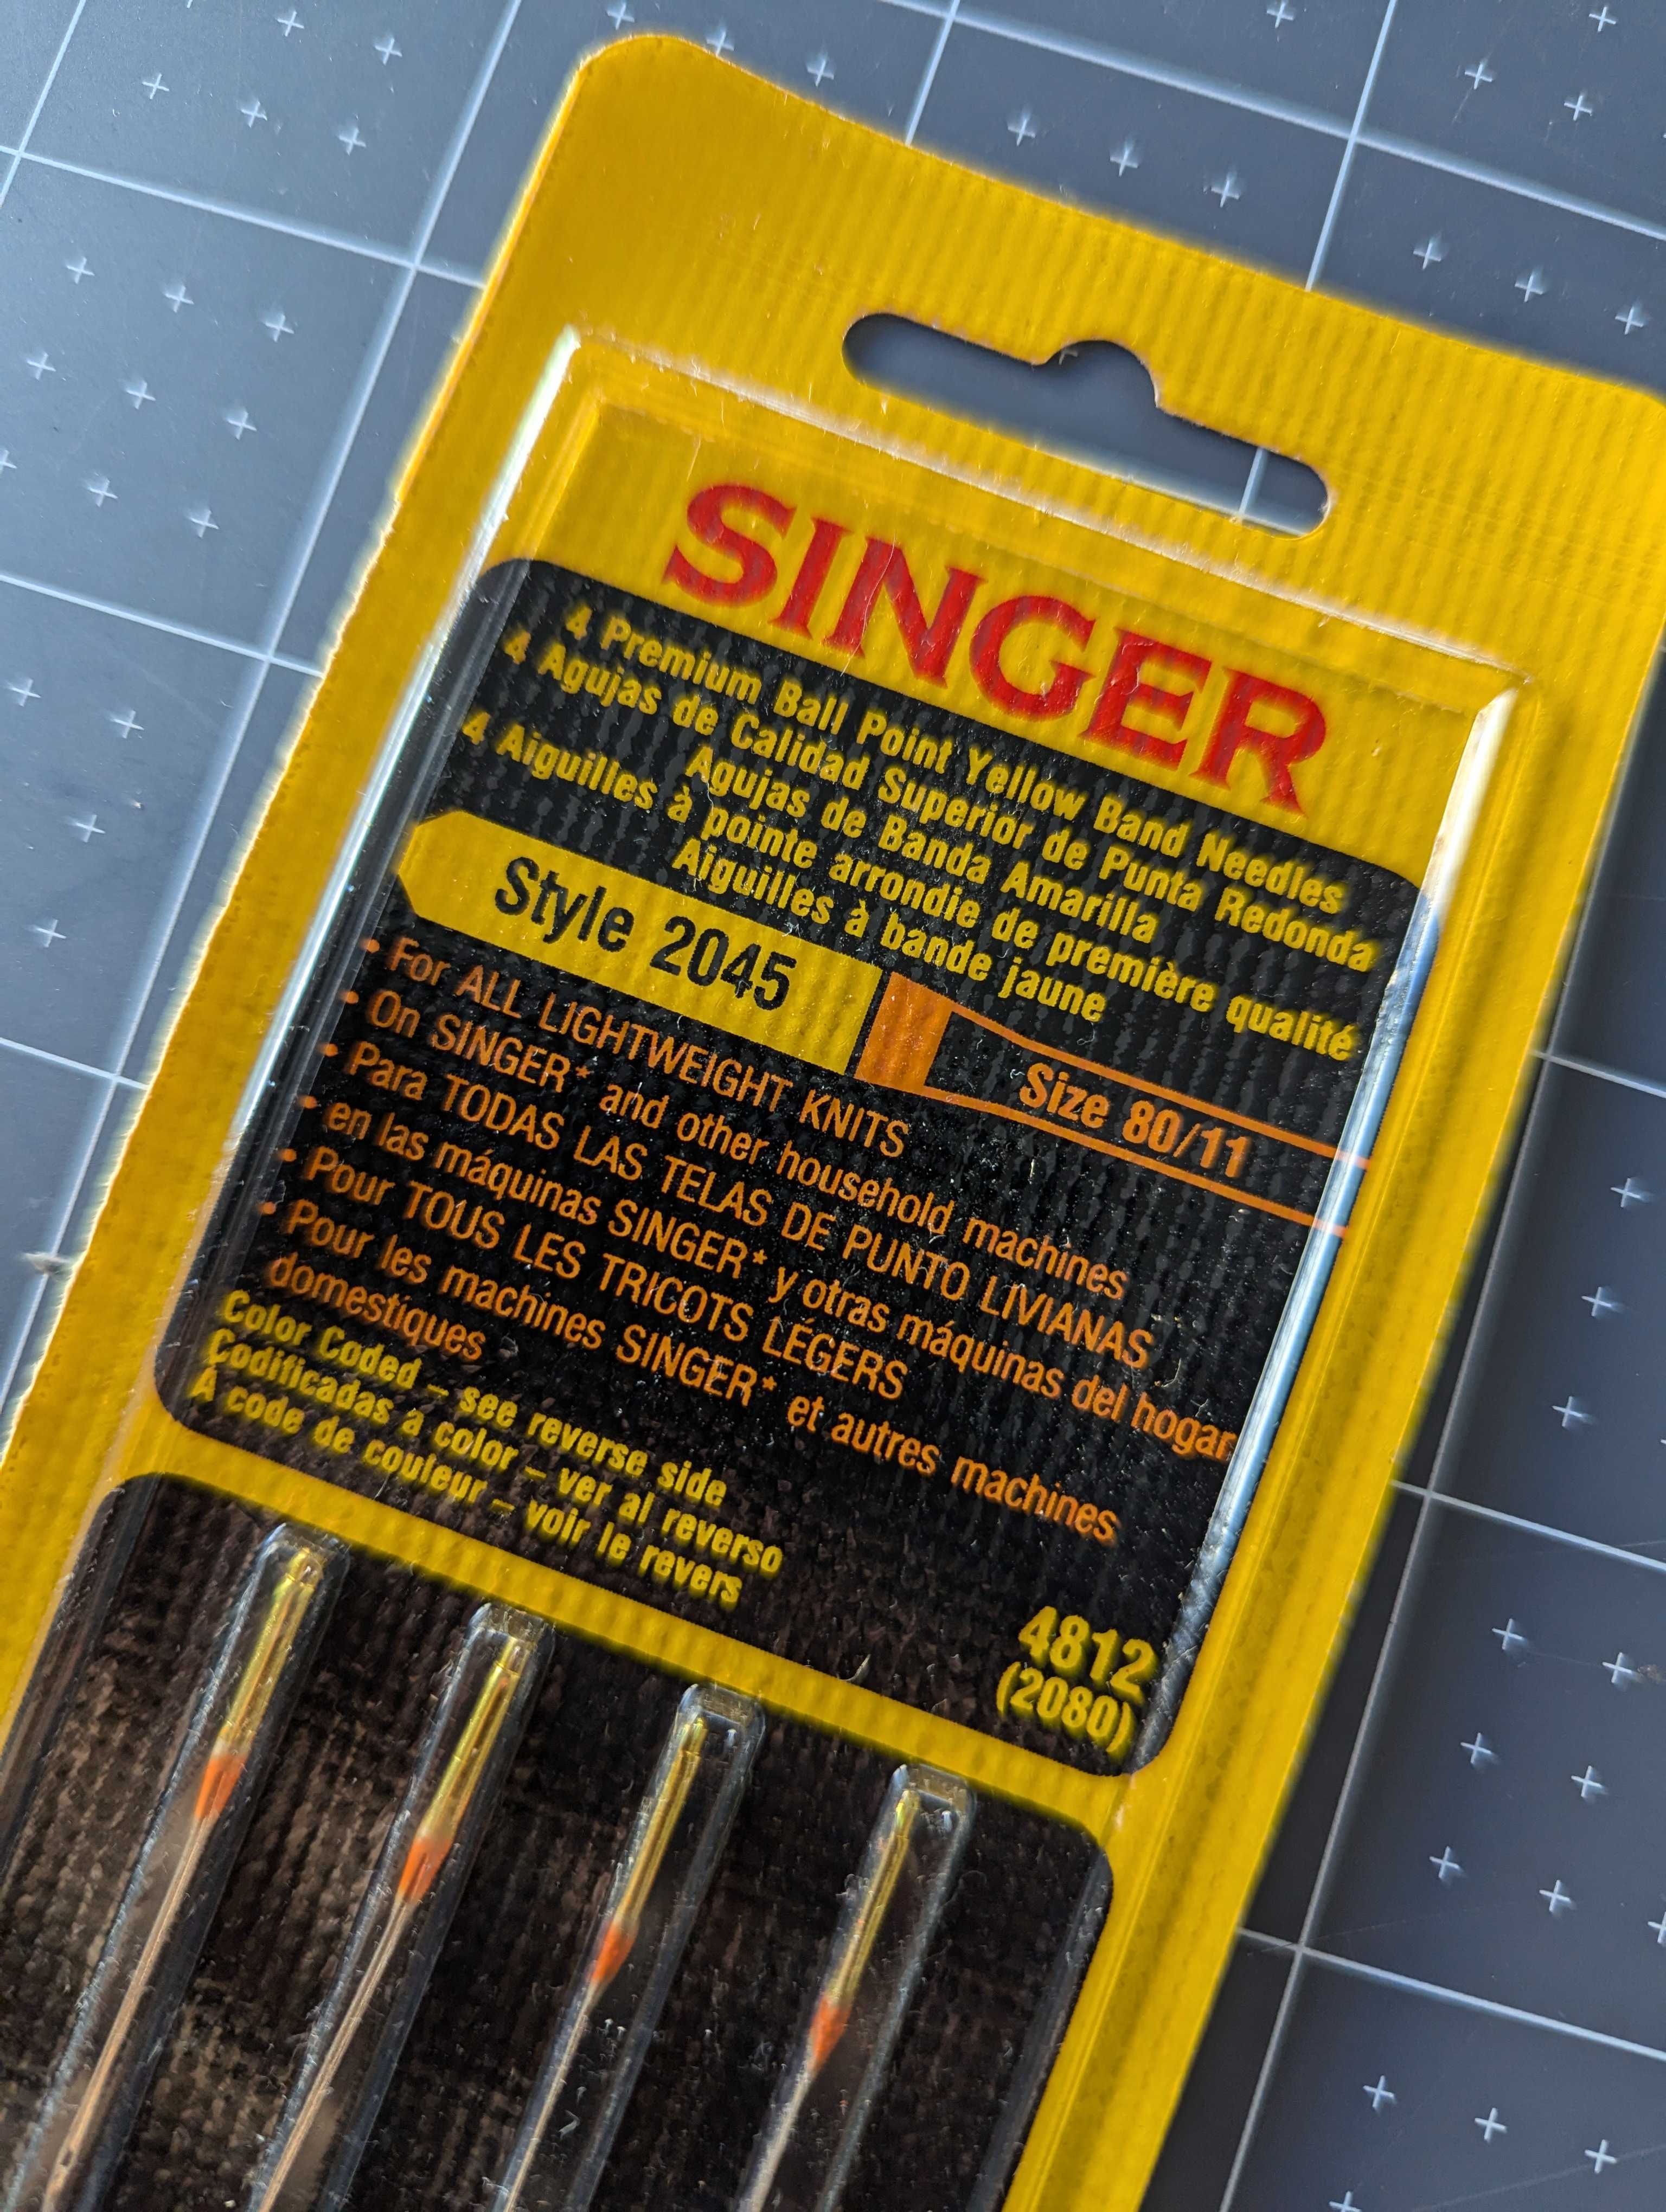 SINGER
4 Premium Ball Point Yellow Band Needles
4 Agujas de Calidad Superior de Punta Redonda
Agujas de Banda Amarilla
4 Aiguilles à pointe arrondie de première qualité
Aiguilles à bande jaune
Style 2045
Size 80/11
• For ALL LIGHTWEIGHT KNITS
• On SINGER* and other household machines
• Para TODAS LAS TELAS DE PUNTO LIVIANAS
• en las máquinas SINGER* y otras máquinas del hogar
• Pour TOUS LES TRICOTS LÉGERS
• Pour les machines SINGER* et autres machines
domestiques
Color Coded – see reverse side
Codificadas a color – ver al reverso
A code de couleur – voir le revers
4812
(2080)